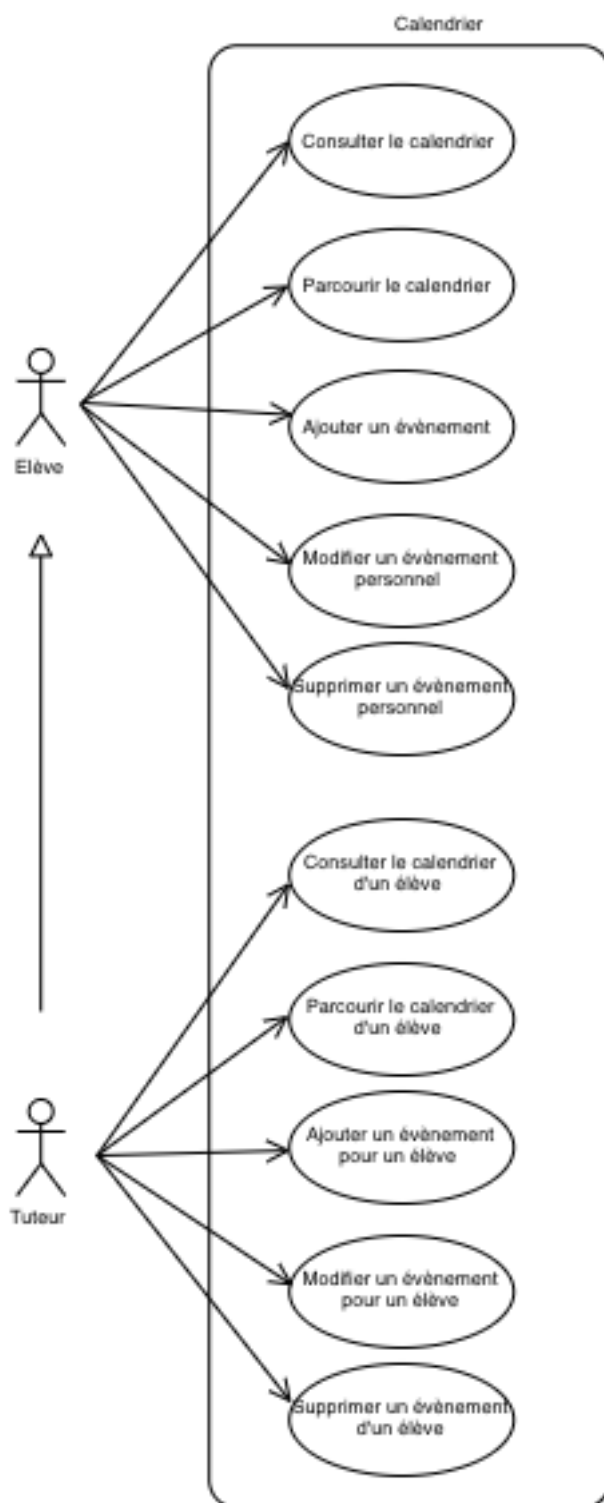 Calendrier
Consulter le calendrier
Parcourir le calendrier
Elève
Ajouter un évènement
Modifier un évènement
personnel
Supprimer un évènement
personnel
Consulter le calendrier
d'un élève
Parcourir le calendrier
d'un élève
Ajouter un évènement
pour un élève
Tuteur
Modifier un évènement
pour un élève
Supprimer un évènement
d'un élève